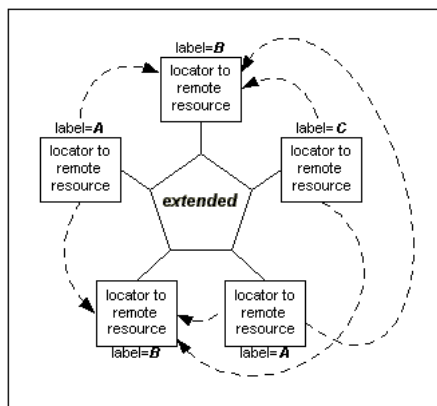 label=B
locator to
remote
resource
label=A
locator to
remote
resource
label=C
locator to
remote
resource
extended
locator to
remote
resource
label=B
locator to
remote
resource
label=A